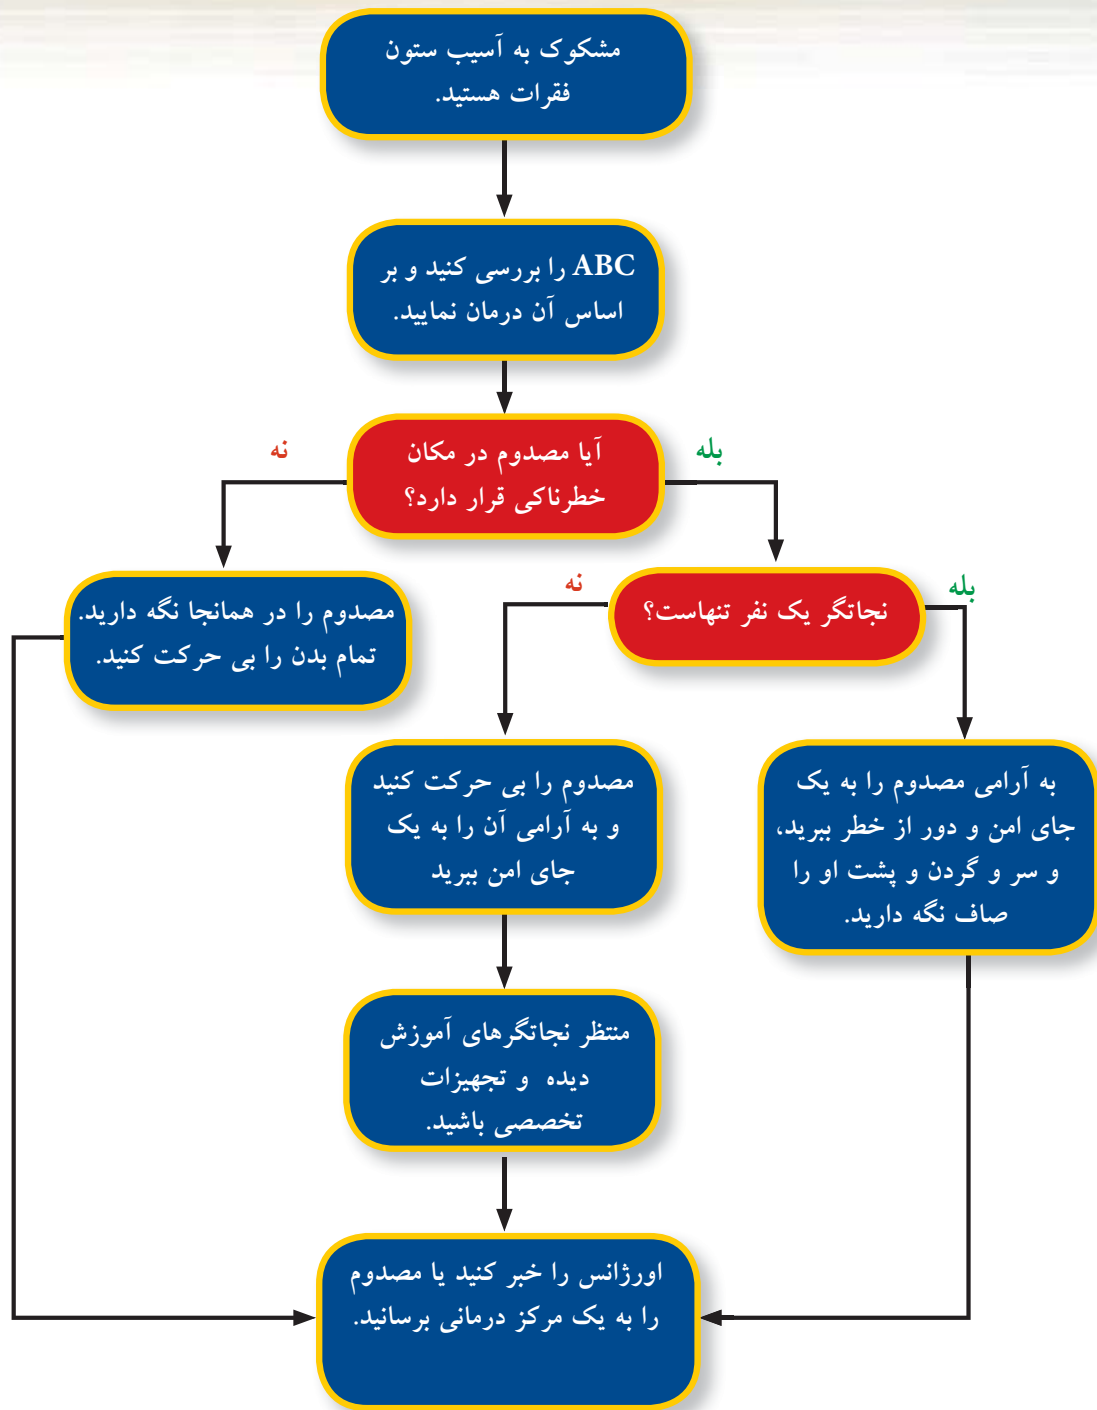 مشکوک به آسیب ستون
فقرات هستید.
ABC را بررسی کنید و بر
اساس آن درمان نمایید.
آیا مصدوم در مکان
خطرناکی قرار دارد؟
بله
نه
نجاتگر یک نفر تنهاست؟
بله
نه
مصدوم را در همانجا نگه دارید.
تمام بدن را بی حرکت کنید.
به آرامی مصدوم را به یک
جای امن و دور از خطر ببرید،
و سر و گردن و پشت او را
صاف نگه دارید.
مصدوم را بی حرکت کنید
و به آرامی آن را به یک
جای امن ببرید
منتظر نجاتگرهای آموزش
دیده و تجهیزات
تخصصی باشید.
اورژانس را خبر کنید یا مصدوم
را به یک مرکز درمانی برسانید.